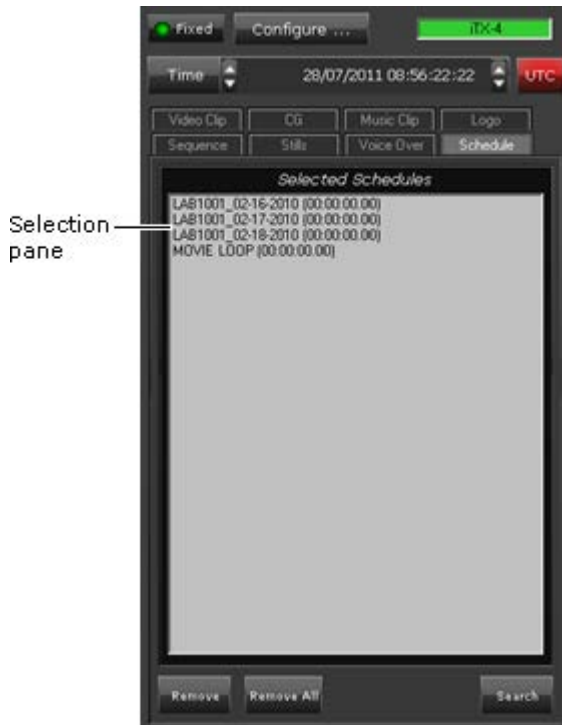 Fixed Configure ... iTX-4
Time 28/07/2011 08:56:22:22 UTC
Video Clip CG Music Clip Logo
Sequence Stills Voice Over Schedule
Selected Schedules
LAB1001_02-16-2010 (00:00:00.00)
LAB1001_02-17-2010 (00:00:00.00)
LAB1001_02-18-2010 (00:00:00.00)
MOVIE LOOP (00:00:00.00)
Selection
pane
Remove Remove All Search